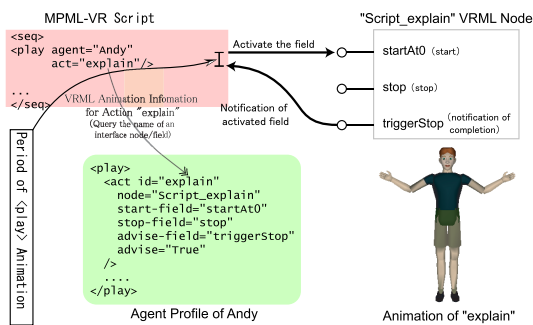 MPML-VR Script
<seq>
<play agent="Andy"
act="explain"/>
...
</seq>
Period of <play> Animation
VRML Animation Infomation
for Action "explain"
(Query the name of an
interface node/field)
Activate the field
Notification of
activated field
"Script_explain" VRML Node
startAt0 (start)
stop (stop)
triggerStop (notification of
completion)
<play>
<act id="explain"
node="Script_explain"
start-field="startAt0"
stop-field="stop"
advise-field="triggerStop"
advise="True"
/>
....
</play>
Agent Profile of Andy
Animation of "explain"